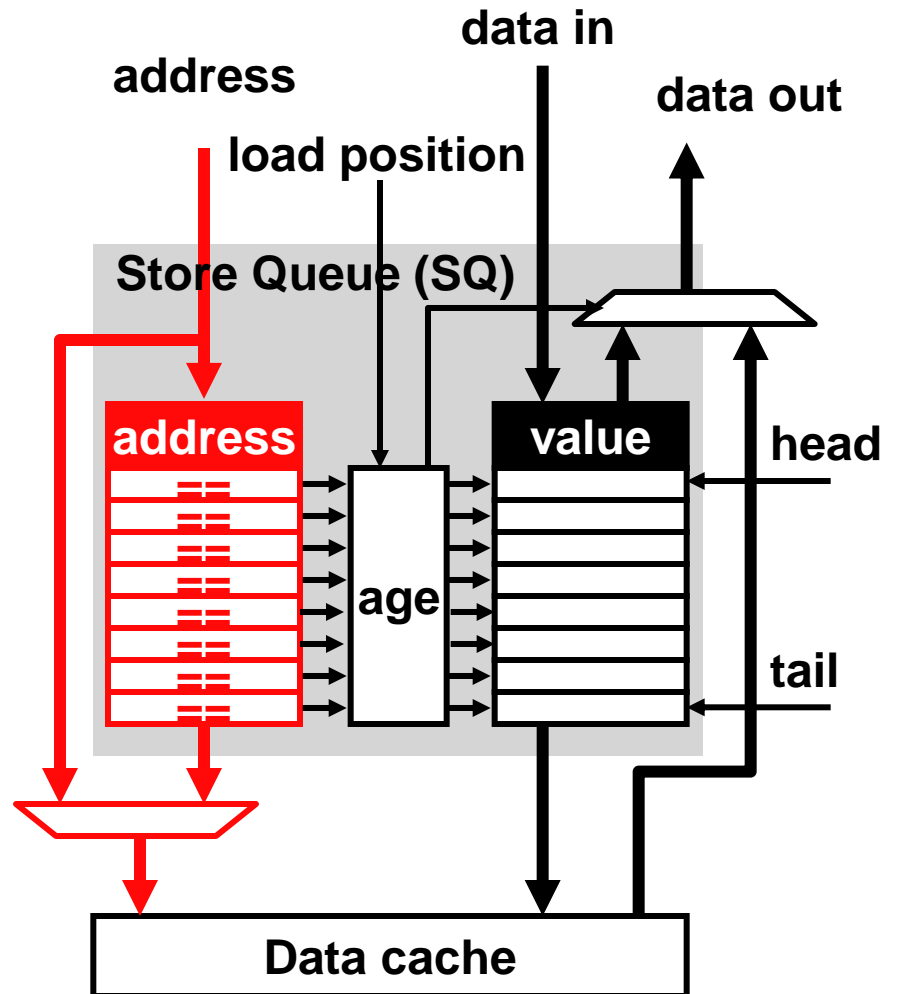 data in
address
data out
load position
Store Queue (SQ)
address
value
head
== 
==
==
==
==
==
==
==
age
tail
Data cache